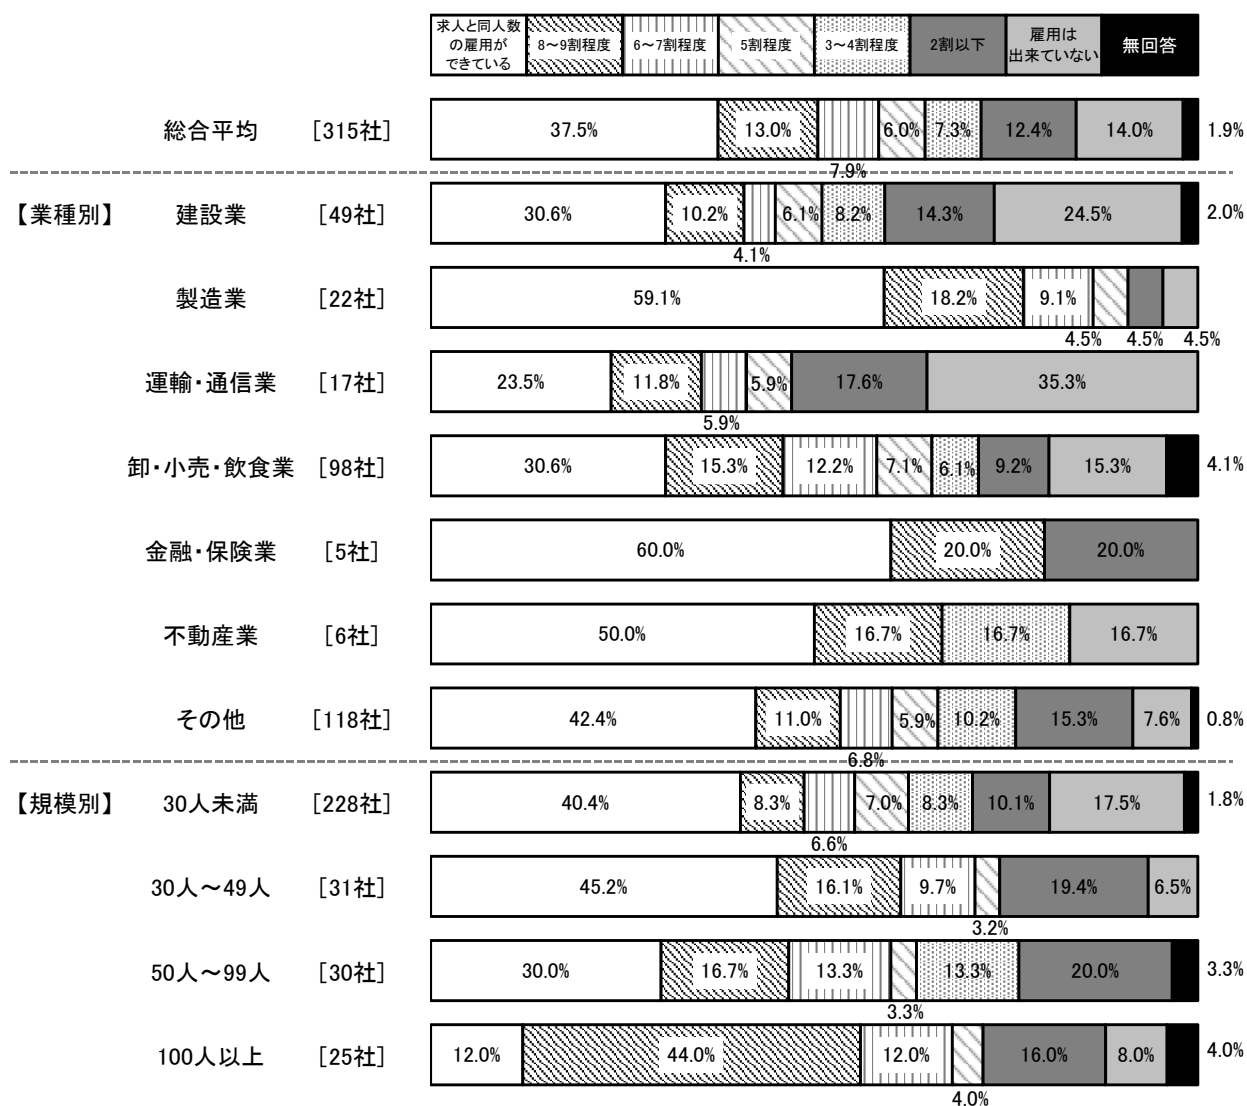 求人と同人数
の雇用が
できている
8～9割程度
6～7割程度
5割程度
3～4割程度
2割以下
雇用は
出来ていない
無回答
総合平均 [315社] 37.5% 13.0% 7.9% 6.0% 7.3% 12.4% 14.0% 1.9%
【業種別】 建設業 [49社] 30.6% 10.2% 4.1% 6.1% 8.2% 14.3% 24.5% 2.0%
製造業 [22社] 59.1% 18.2% 9.1% 4.5% 4.5% 4.5%
運輸・通信業 [17社] 23.5% 11.8% 5.9% 5.9% 17.6% 35.3%
卸・小売・飲食業 [98社] 30.6% 15.3% 12.2% 7.1% 6.1% 9.2% 15.3% 4.1%
金融・保険業 [5社] 60.0% 20.0% 20.0%
不動産業 [6社] 50.0% 16.7% 16.7% 16.7%
その他 [118社] 42.4% 11.0% 6.8% 5.9% 10.2% 15.3% 7.6% 0.8%
【規模別】 30人未満 [228社] 40.4% 8.3% 6.6% 7.0% 8.3% 10.1% 17.5% 1.8%
30人～49人 [31社] 45.2% 16.1% 9.7% 3.2% 19.4% 6.5%
50人～99人 [30社] 30.0% 16.7% 13.3% 3.3% 13.3% 20.0% 3.3%
100人以上 [25社] 12.0% 44.0% 12.0% 4.0% 16.0% 8.0% 4.0%